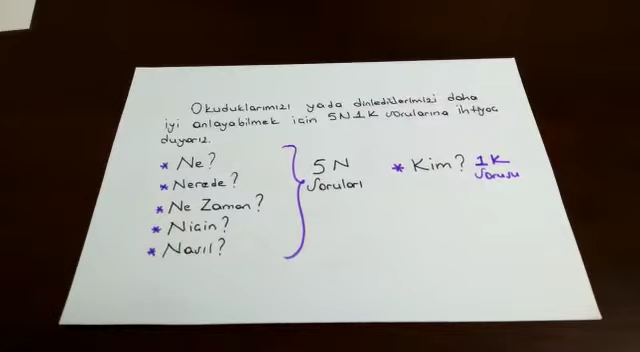 Okuduklarımızı yada dinlediklerimizi daha
iyi anlayabilmek için 5N1K sorularına ihtiyaç
duyarız.
* Ne?
* Nerede?
* Ne Zaman?
* Niçin?
* Nasıl?
5N
Soruları
* Kim? 1K
Sorusu